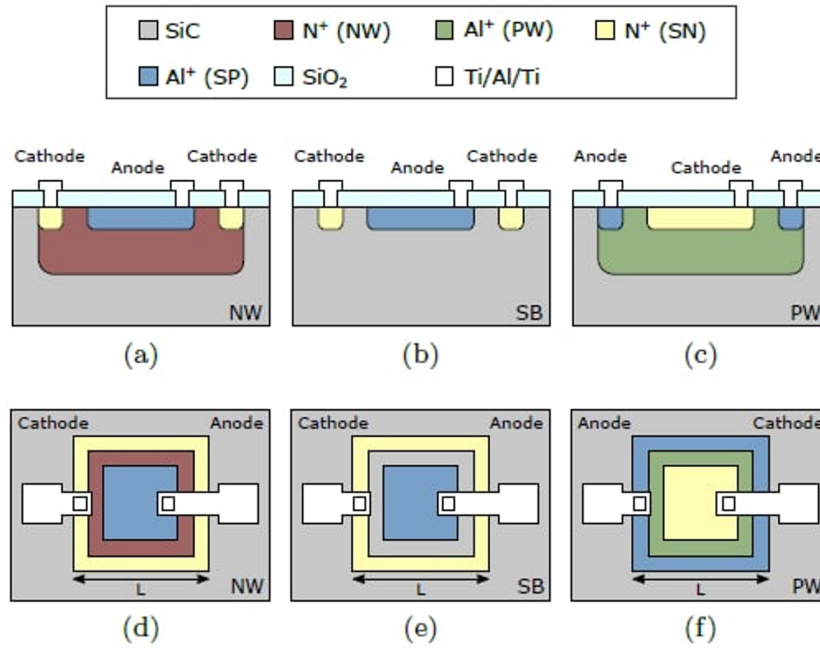 SiC N⁺ (NW) Al⁺ (PW) N⁺ (SN)
Al⁺ (SP) SiO₂ Ti/Al/Ti
Cathode Anode Cathode
NW
(a)
Cathode Anode Cathode
SB
(b)
Anode Cathode Anode
PW
(c)
Cathode Anode
L
NW
(d)
Cathode Anode
L
SB
(e)
Anode Cathode
L
PW
(f)